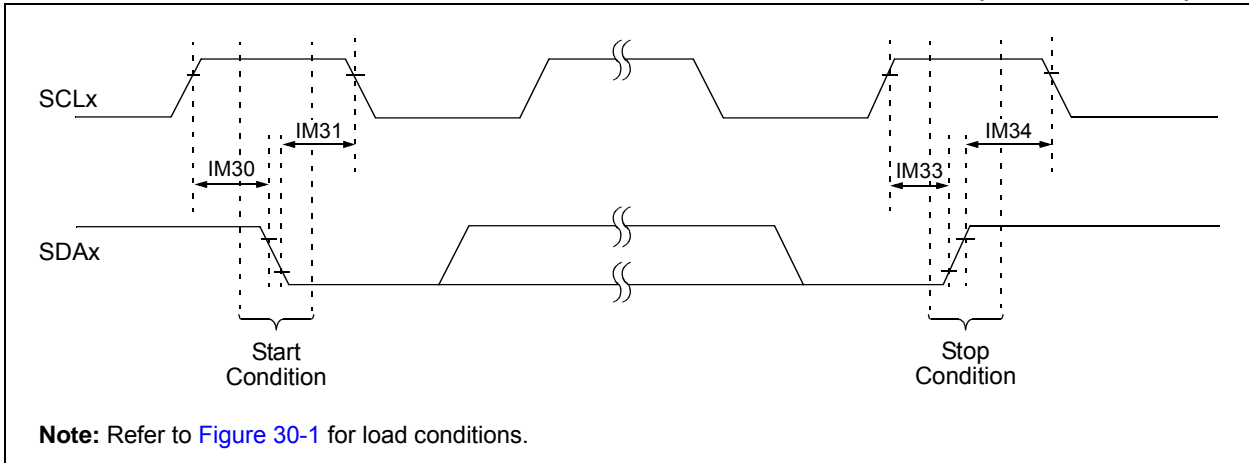 SCLx
IM31
IM34
IM30
IM33
SDAx
Start
Condition
Stop
Condition
Note: Refer to Figure 30-1 for load conditions.